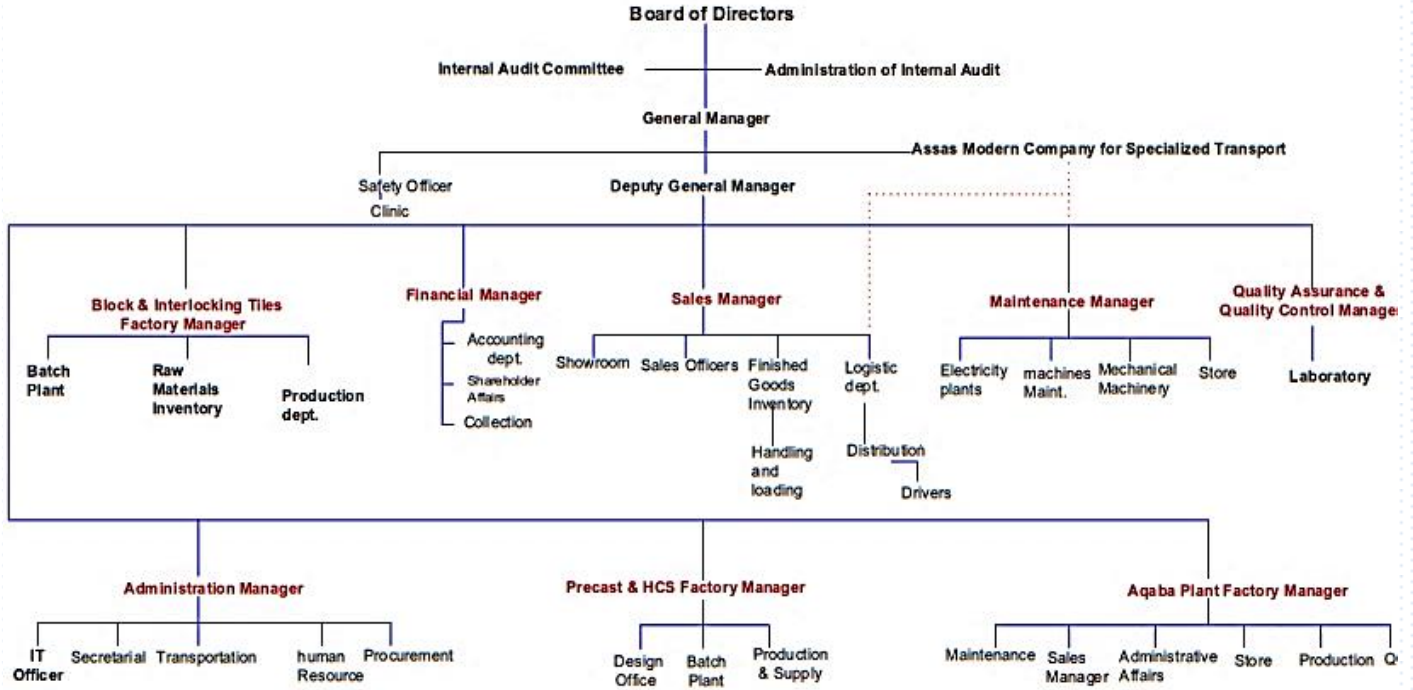 Board of Directors
Internal Audit Committee
Administration of Internal Audit
General Manager
Assas Modern Company for Specialized Transport
Safety Officer
Deputy General Manager
Clinic
Block & Interlocking Tiles
Factory Manager
Financial Manager
Sales Manager
Maintenance Manager
Quality Assurance &
Quality Control Manage
Batch
Plant
Raw
Materials
Inventory
Production
dept.
Accounting
dept.
Shareholder
Affairs
Collection
Showroom
Sales Officers
Finished
Goods
Inventory
Handling
and
loading
Logistic
dept.
Distribution
Drivers
Electricity
plants
machines
Maint.
Mechanical
Machinery
Store
Laboratory
Administration Manager
Precast & HCS Factory Manager
Aqaba Plant Factory Manager
IT
Officer
Secretarial
Transportation
human
Resource
Procurement
Design
Office
Batch
Plant
Production
& Supply
Maintenance
Sales
Manager
Administrative
Affairs
Store
Production